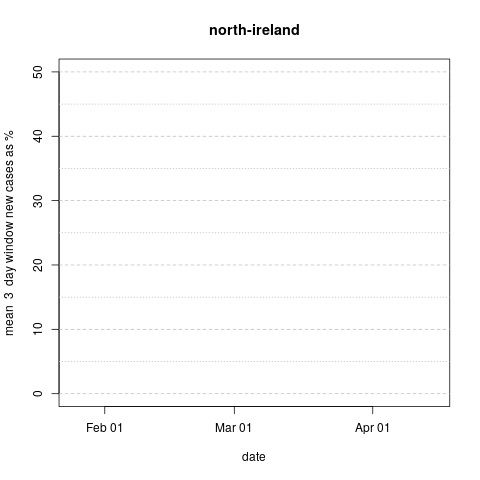 north-ireland
mean  3  day window new cases as %
50
40
30
20
10
0
Feb 01
Mar 01
Apr 01
date